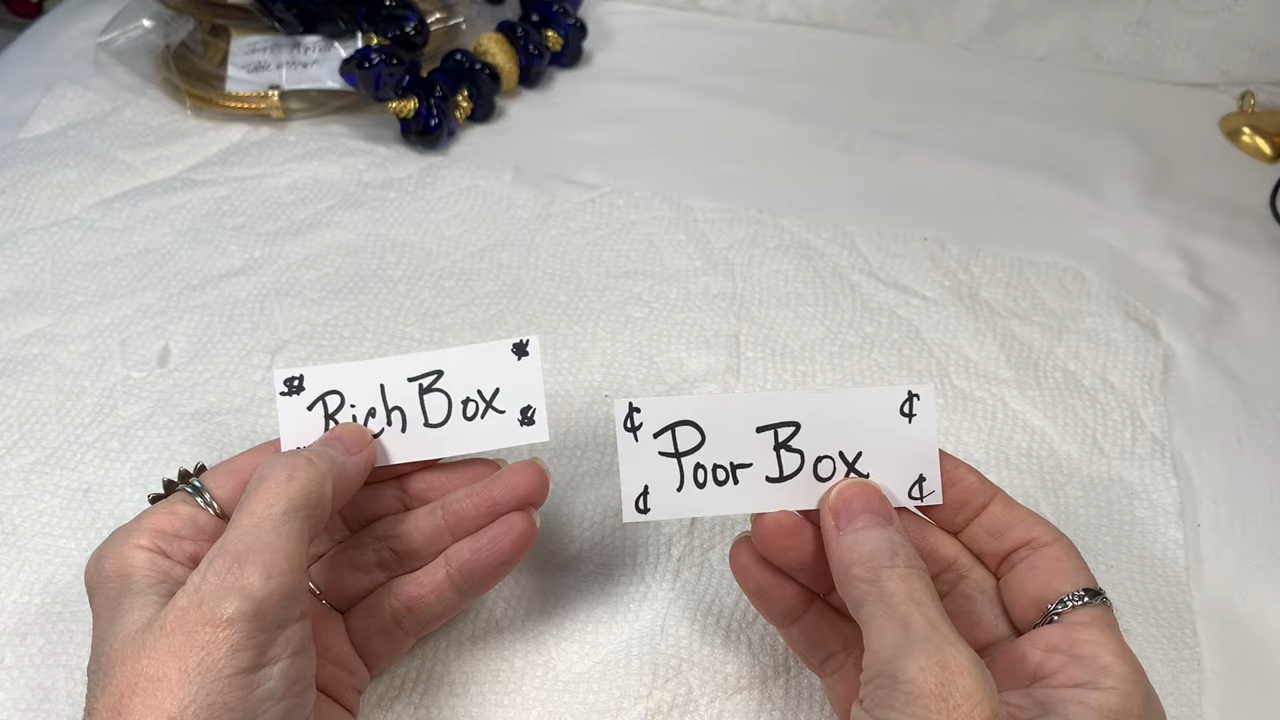 $ $
Rich Box $
¢ ¢
Poor Box
¢ ¢